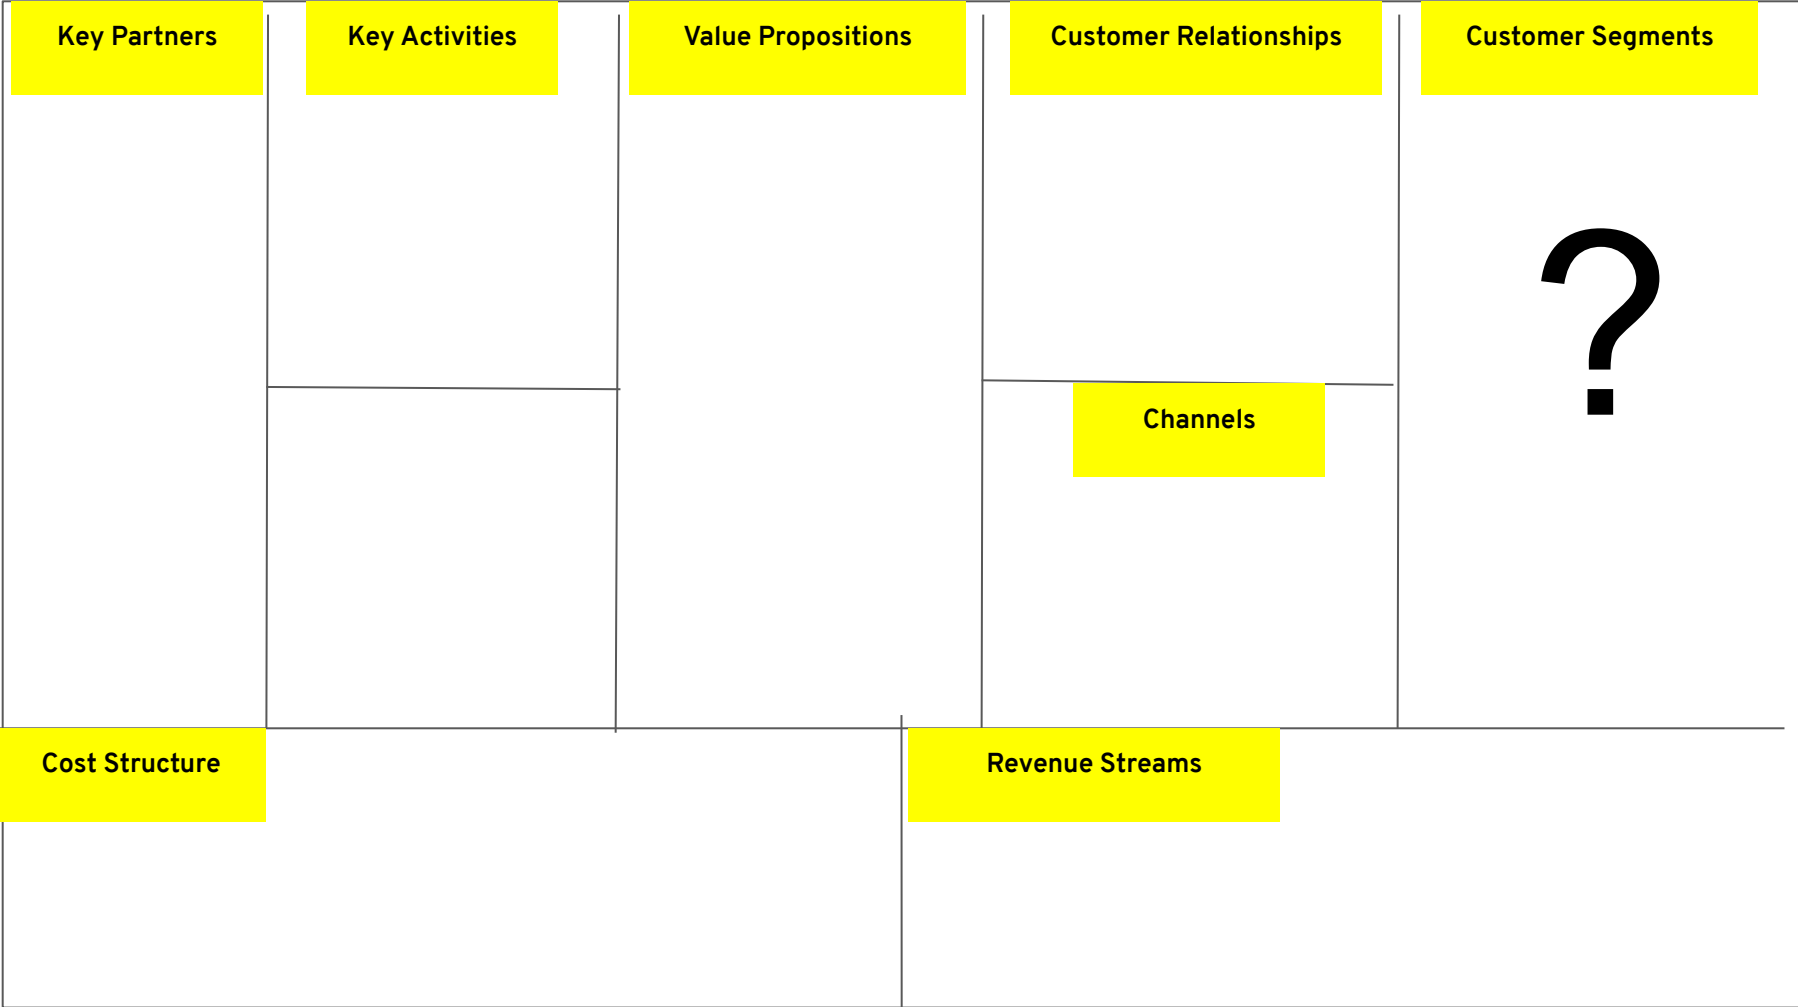 Key Partners
Key Activities
Value Propositions
Customer Relationships
Customer Segments
?
Channels
Cost Structure
Revenue Streams